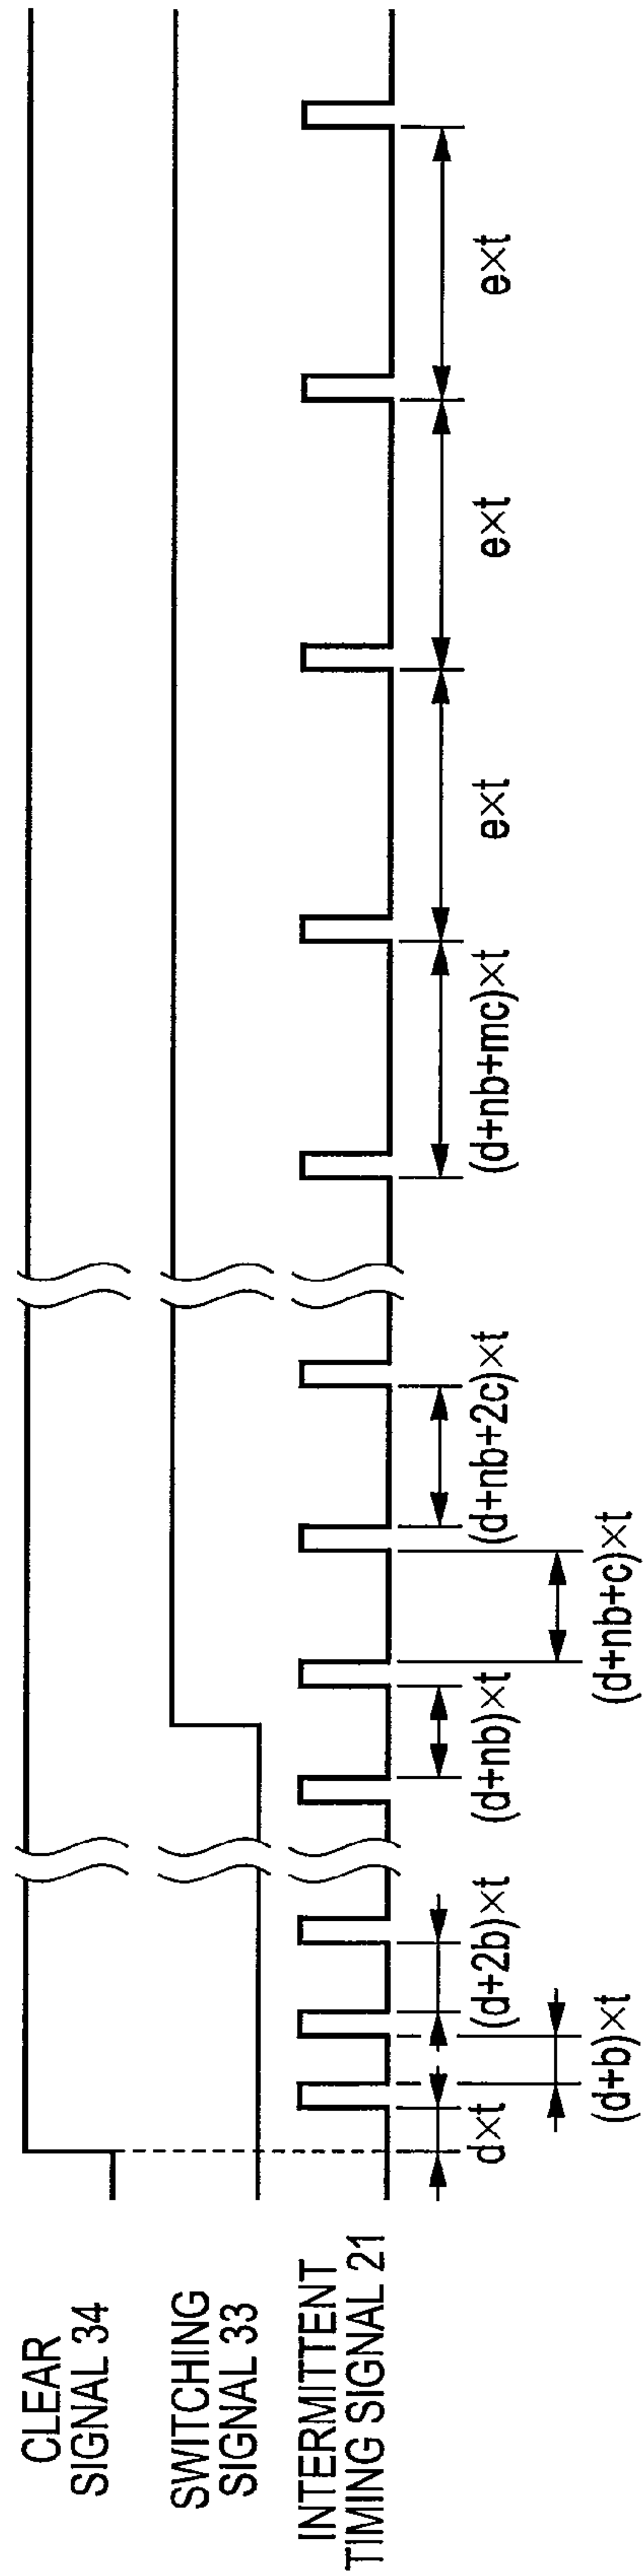 CLEAR
SIGNAL 34
SWITCHING
SIGNAL 33
INTERMITTENT
TIMING SIGNAL 21
d×t
(d+b)×t
(d+2b)×t
(d+nb)×t
(d+nb+c)×t
(d+nb+2c)×t
(d+nb+mc)×t
e×t
e×t
e×t